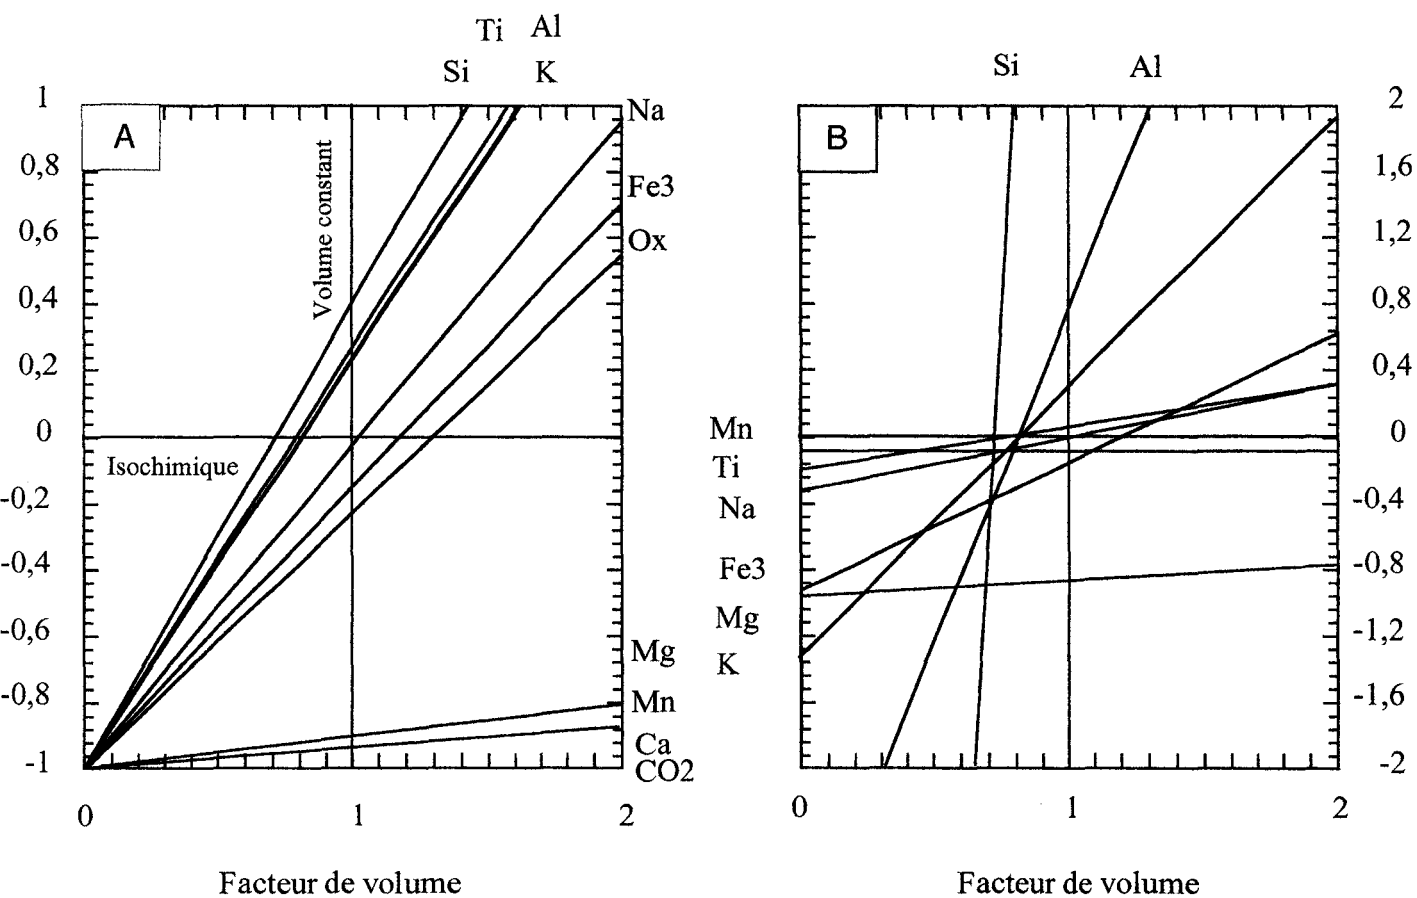 Ti Al
Si K
A
1
0,8
0,6
0,4
0,2
0
-0,2
-0,4
-0,6
-0,8
-1
Volume constant
Isochimique
Na
Fe3
Ox
Mg
Mn
Ca
CO2
0 1 2
Facteur de volume
Si Al
B
Mn
Ti
Na
Fe3
Mg
K
2
1,6
1,2
0,8
0,4
0
-0,4
-0,8
-1,2
-1,6
-2
0 1 2
Facteur de volume